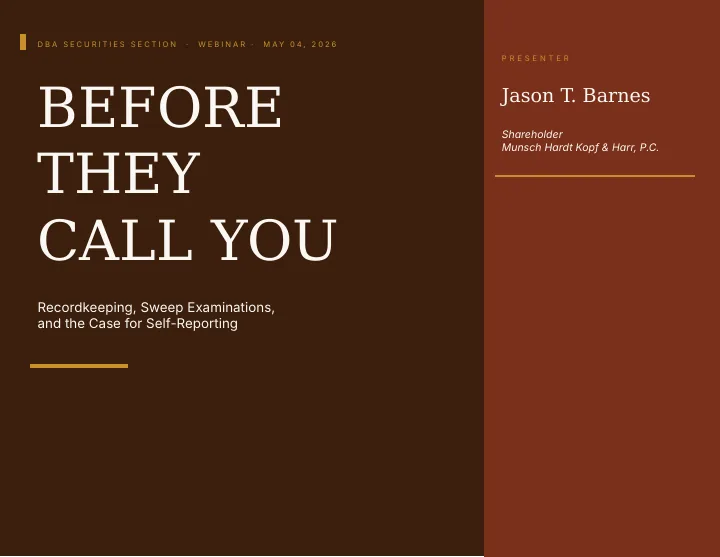 DBA SECURITIES SECTION · WEBINAR · MAY 04, 2026
BEFORE
THEY
CALL YOU
Recordkeeping, Sweep Examinations,
and the Case for Self-Reporting
PRESENTER
Jason T. Barnes
Shareholder
Munsch Hardt Kopf & Harr, P.C.